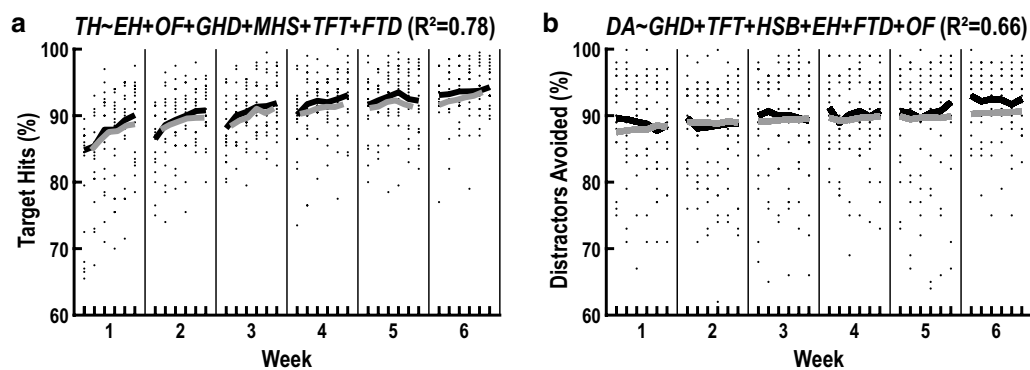 a TH~EH+OF+GHD+MHS+TFT+FTD (R²=0.78)
Target Hits (%)
100
90
80
70
60
1 2 3 4 5 6
Week
b DA~GHD+TFT+HSB+EH+FTD+OF (R²=0.66)
Distractors Avoided (%)
100
90
80
70
60
1 2 3 4 5 6
Week